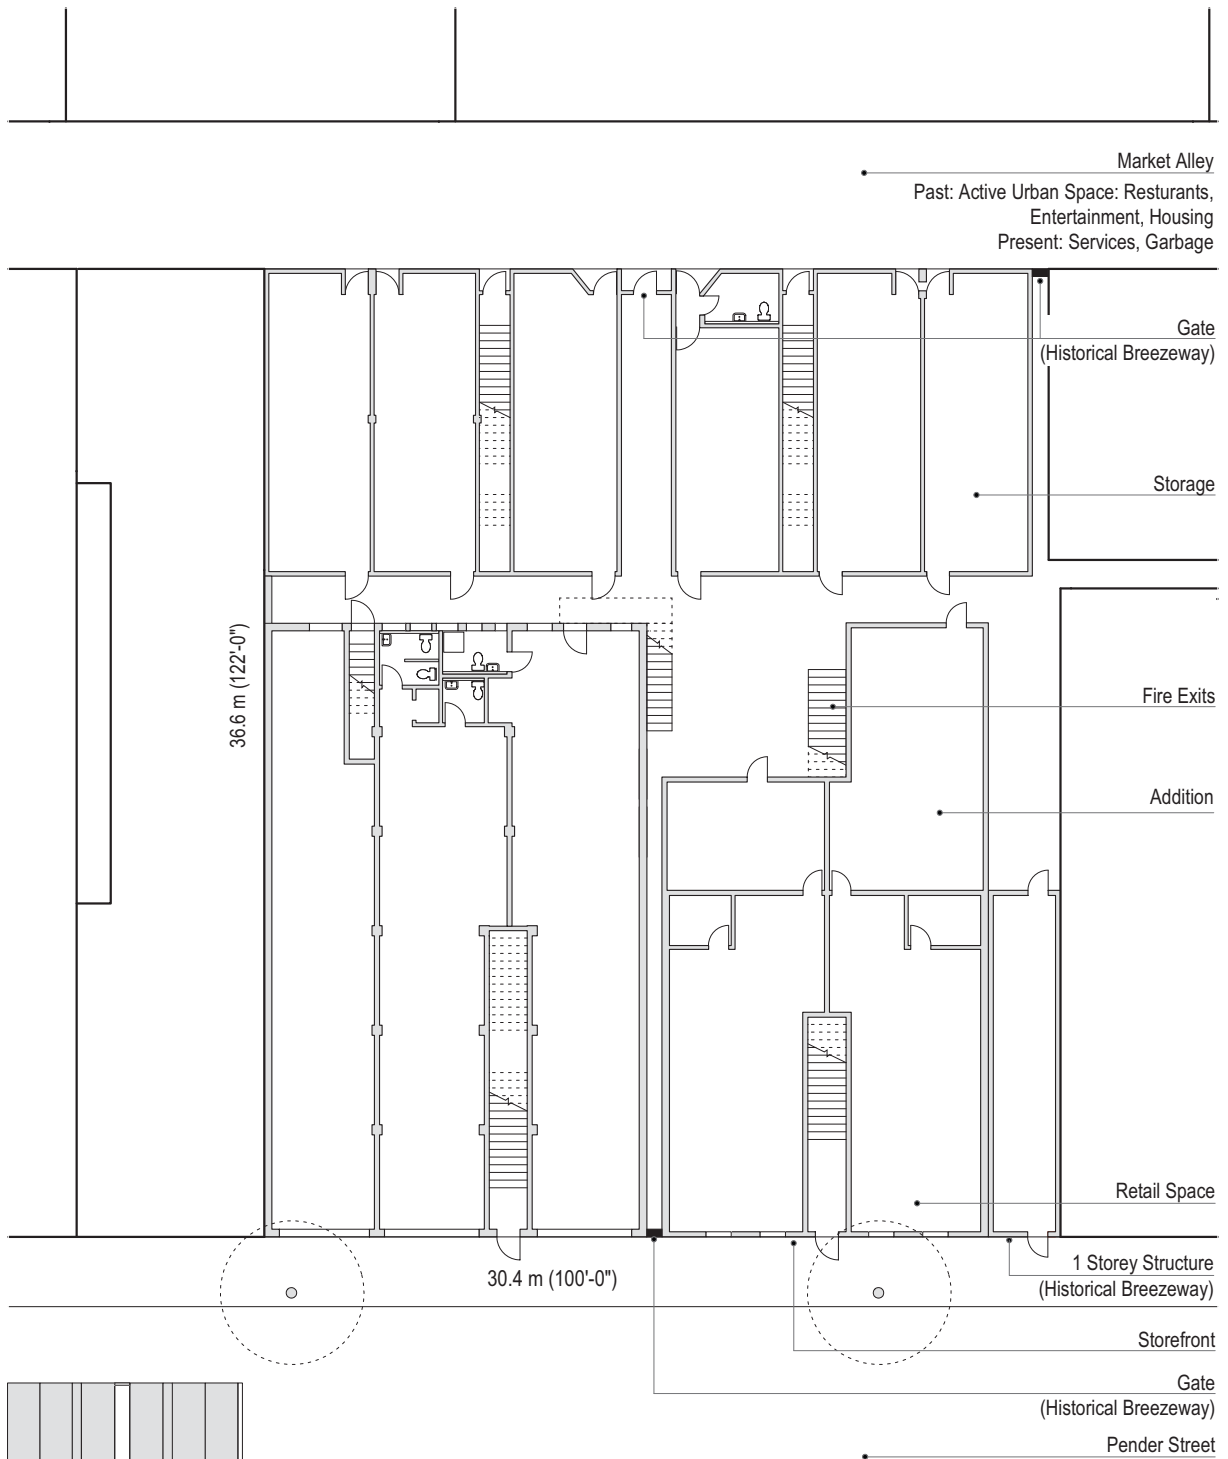 Market Alley
Past: Active Urban Space: Resturants,
Entertainment, Housing
Present: Services, Garbage
Gate
(Historical Breezeway)
Storage
36.6 m (122'-0")
Fire Exits
Addition
Retail Space
30.4 m (100'-0")
1 Storey Structure
(Historical Breezeway)
Storefront
Gate
(Historical Breezeway)
Pender Street